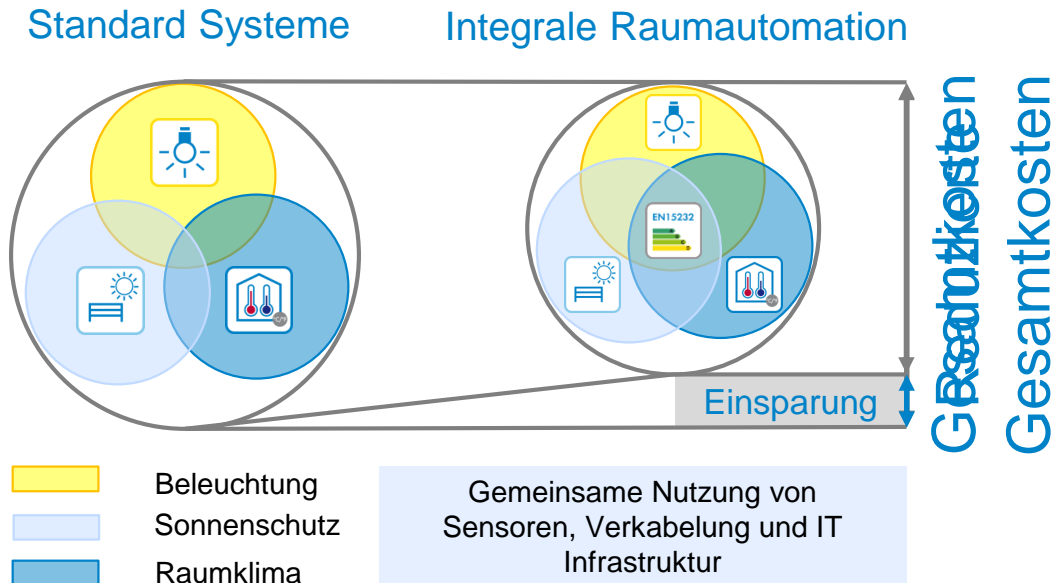 Standard Systeme
Integrale Raumautomation
EN15232
Einsparung
Gesamtkosten
Beleuchtung
Sonnenschutz
Raumklima
Gemeinsame Nutzung von
Sensoren, Verkabelung und IT
Infrastruktur